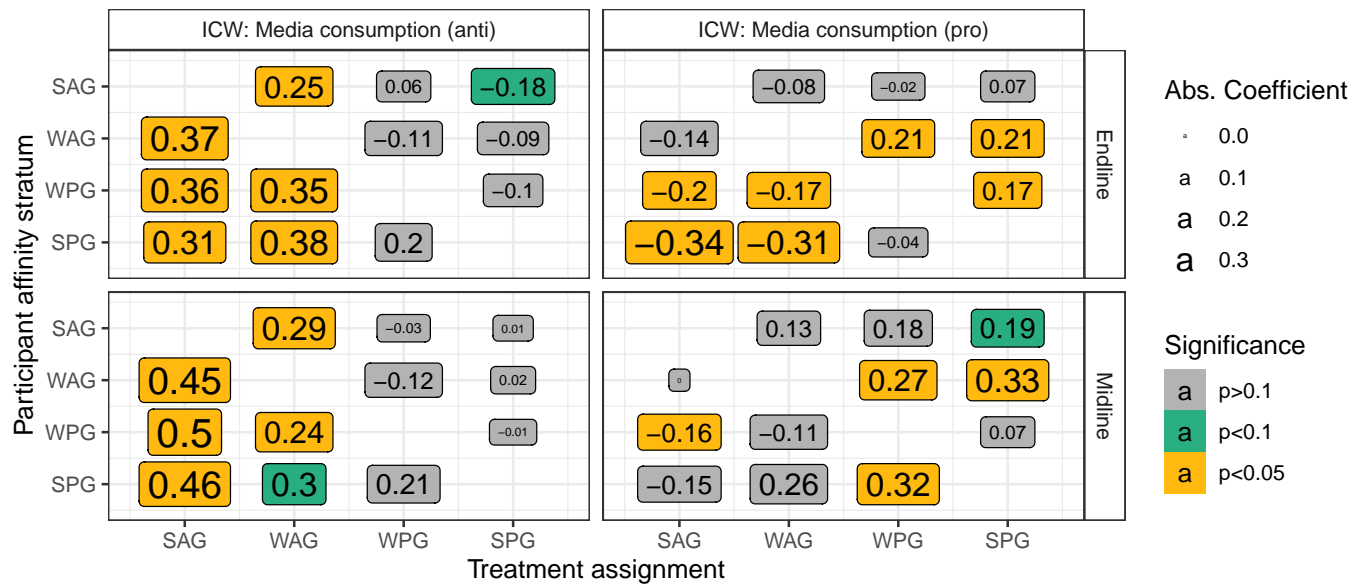 ICW: Media consumption (anti) ICW: Media consumption (pro)
SAG 0.25 0.06 −0.18 −0.08 −0.02 0.07
WAG 0.37 −0.11 −0.09 −0.14 0.21 0.21
WPG 0.36 0.35 −0.1 −0.2 −0.17 0.17
SPG 0.31 0.38 0.2 −0.34 −0.31 −0.04
Endline
SAG 0.29 −0.03 0.01 0.13 0.18 0.19
WAG 0.45 −0.12 0.02 0 0.27 0.33
WPG 0.5 0.24 −0.01 −0.16 −0.11 0.07
SPG 0.46 0.3 0.21 −0.15 0.26 0.32
Midline
SAG WAG WPG SPG SAG WAG WPG SPG
Treatment assignment
Participant affinity stratum
Abs. Coefficient
a 0.0
a 0.1
a 0.2
a 0.3
Significance
a p>0.1
a p<0.1
a p<0.05